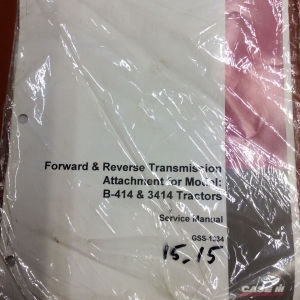 Forward & Reverse Transmission
Attachment for Model:
B-414 & 3414 Tractors
Service Manual
15,15